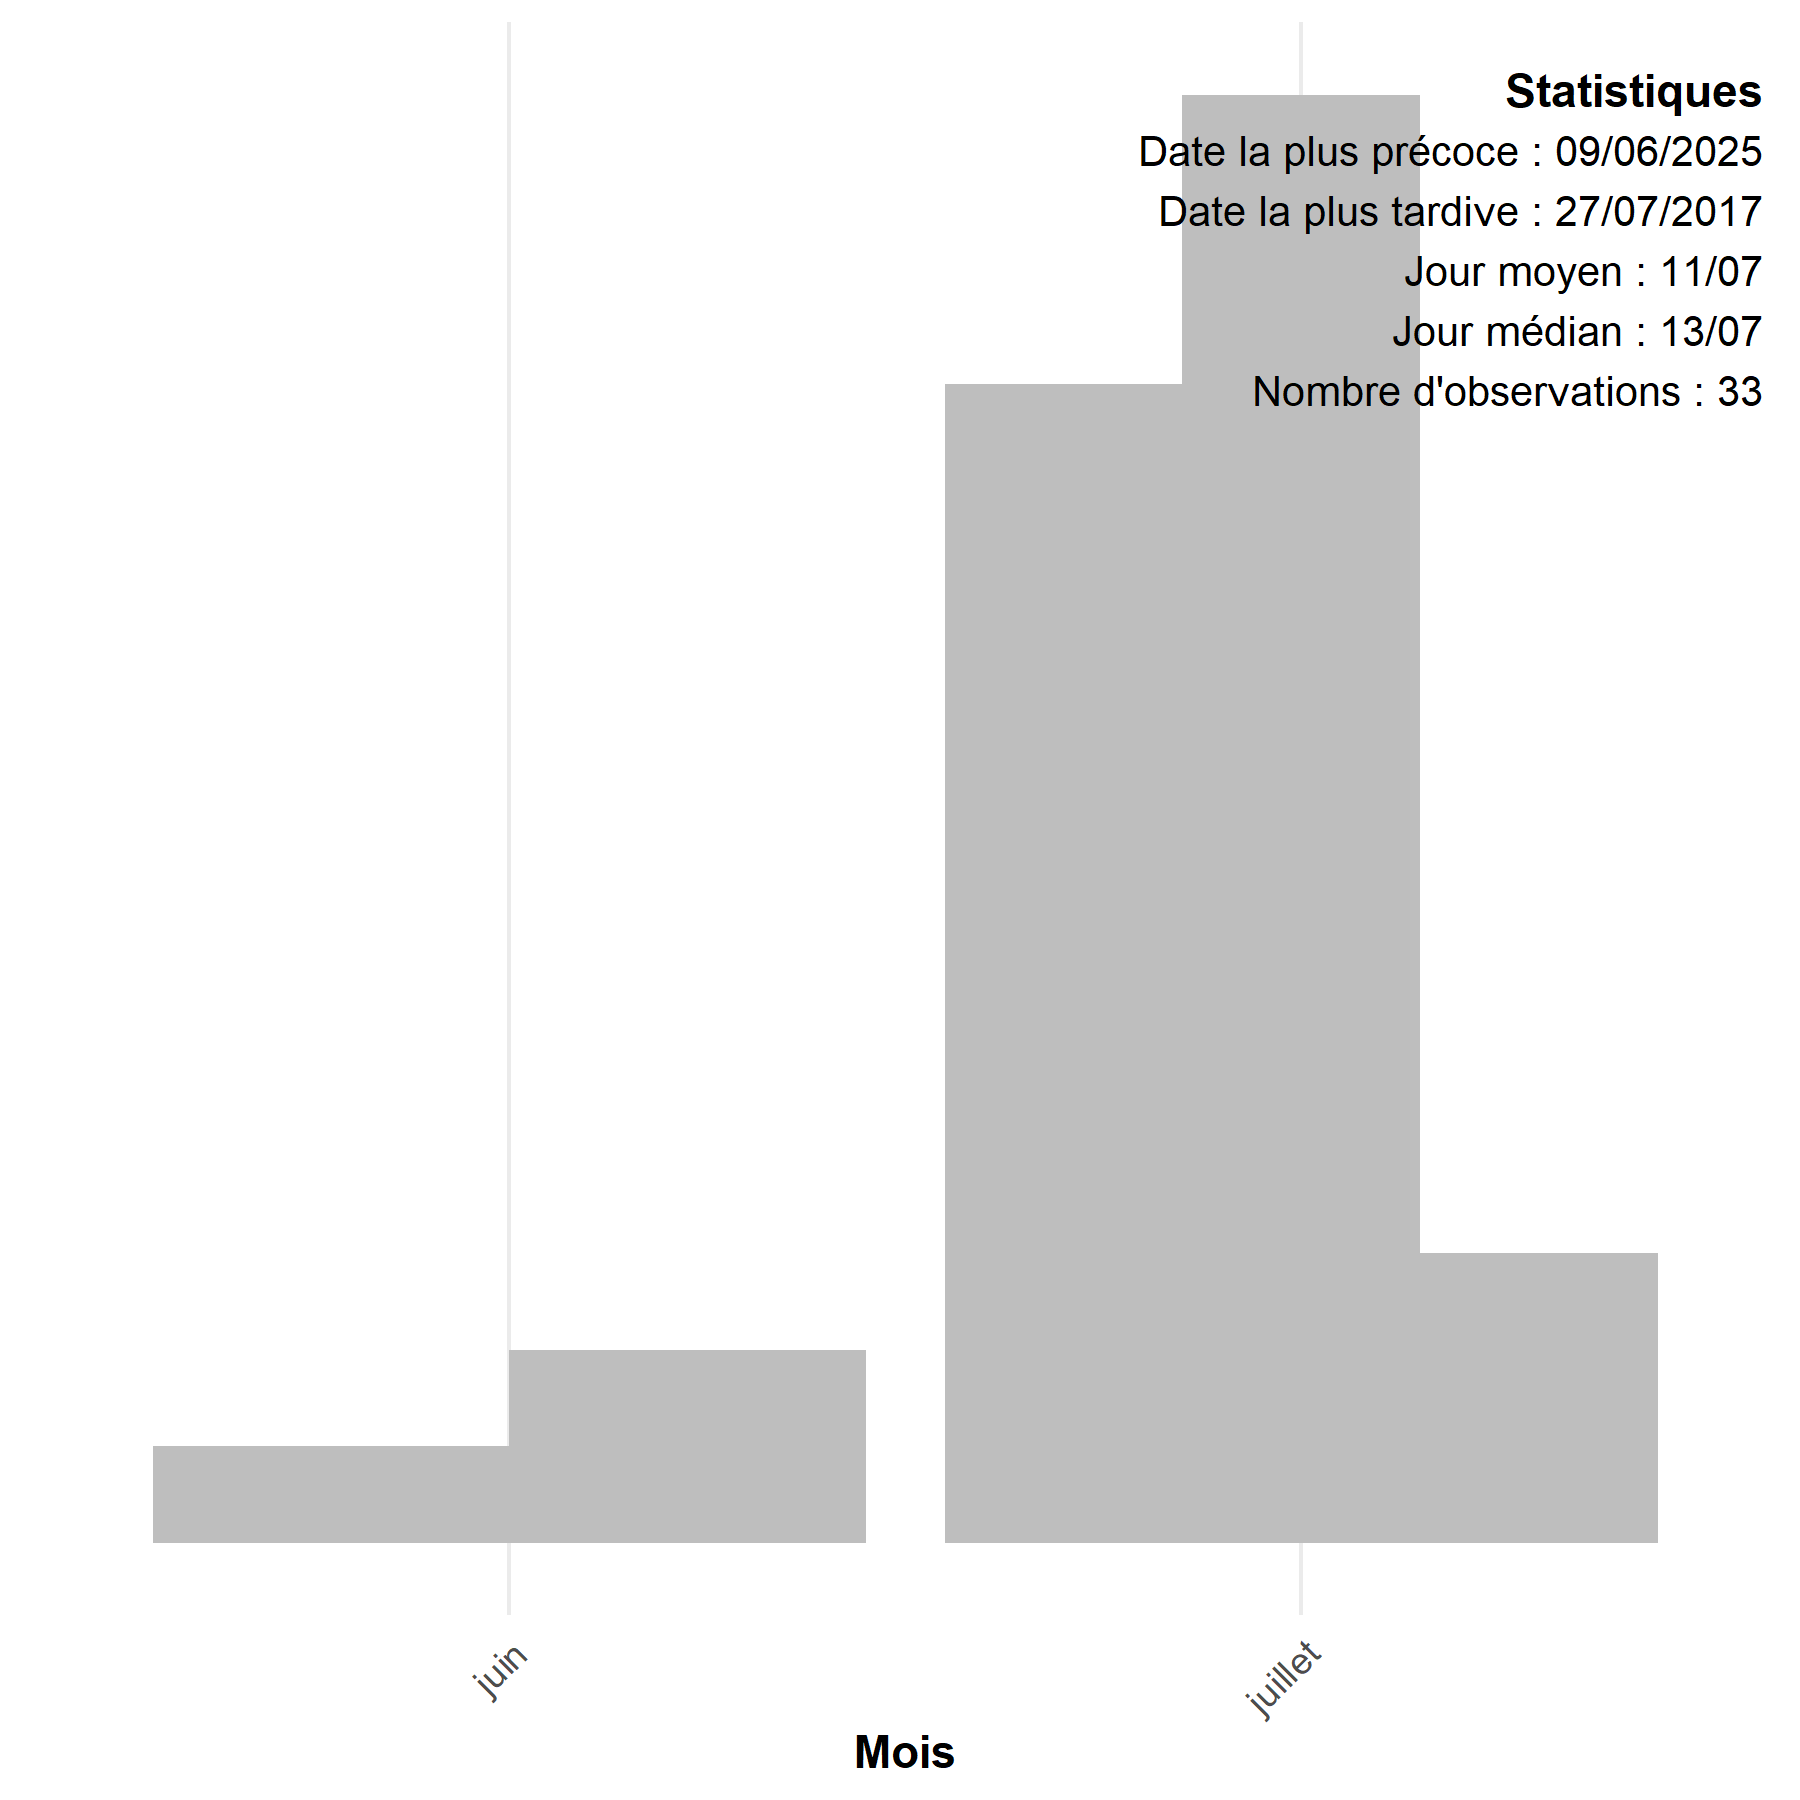 Statistiques
Date la plus précoce : 09/06/2025
Date la plus tardive : 27/07/2017
Jour moyen : 11/07
Jour médian : 13/07
Nombre d'observations : 33
juin
juillet
Mois